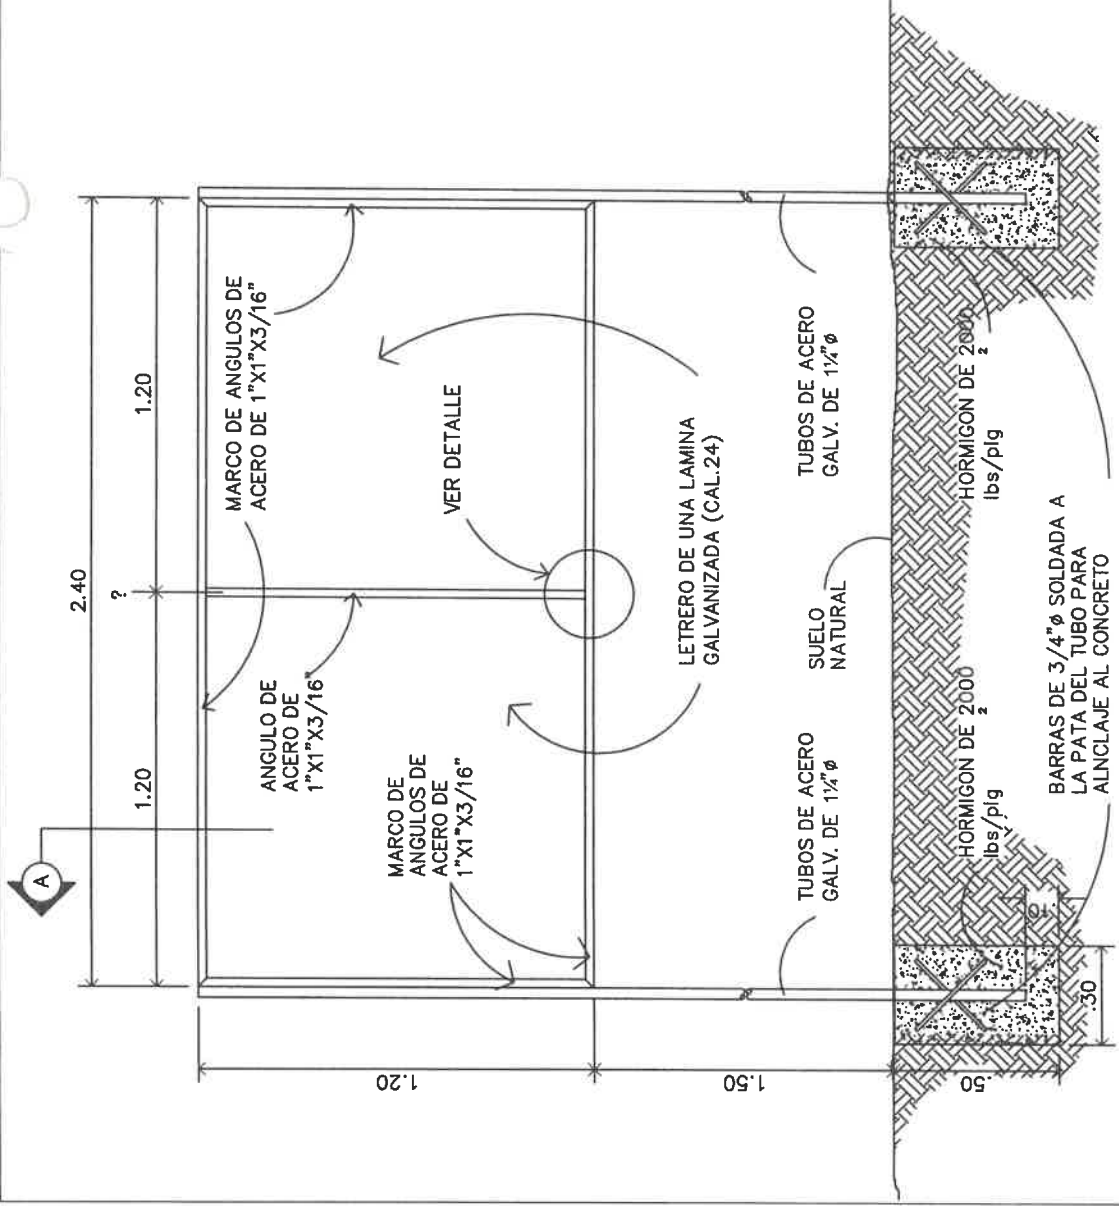 A
2.40
1.20
?
1.20
MARCO DE ANGULOS DE
ACERO DE 1"X1"X3/16"
ANGULO DE
ACERO DE
1"X1"X3/16"
MARCO DE
ANGULOS DE
ACERO DE
1"X1"X3/16"
VER DETALLE
LETRERO DE UNA LAMINA
GALVANIZADA (CAL.24)
TUBOS DE ACERO
GALV. DE 1¼"ø
SUELO
NATURAL
TUBOS DE ACERO
GALV. DE 1¼"ø
1.20
1.50
.50
HORMIGON DE 2000
lbs/plg 2
HORMIGON DE 2000
lbs/plg 2
.10
.30
BARRAS DE 3/4"ø SOLDADA A
LA PATA DEL TUBO PARA
ALNCLAJE AL CONCRETO